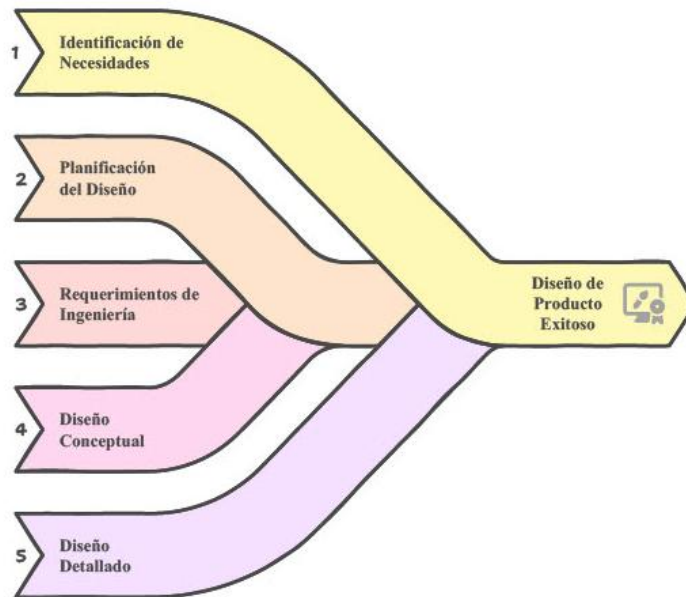 1
Identificación de
Necesidades
2
Planificación
del Diseño
3
Requerimientos de
Ingeniería
4
Diseño
Conceptual
5
Diseño
Detallado
Diseño de
Producto
Exitoso